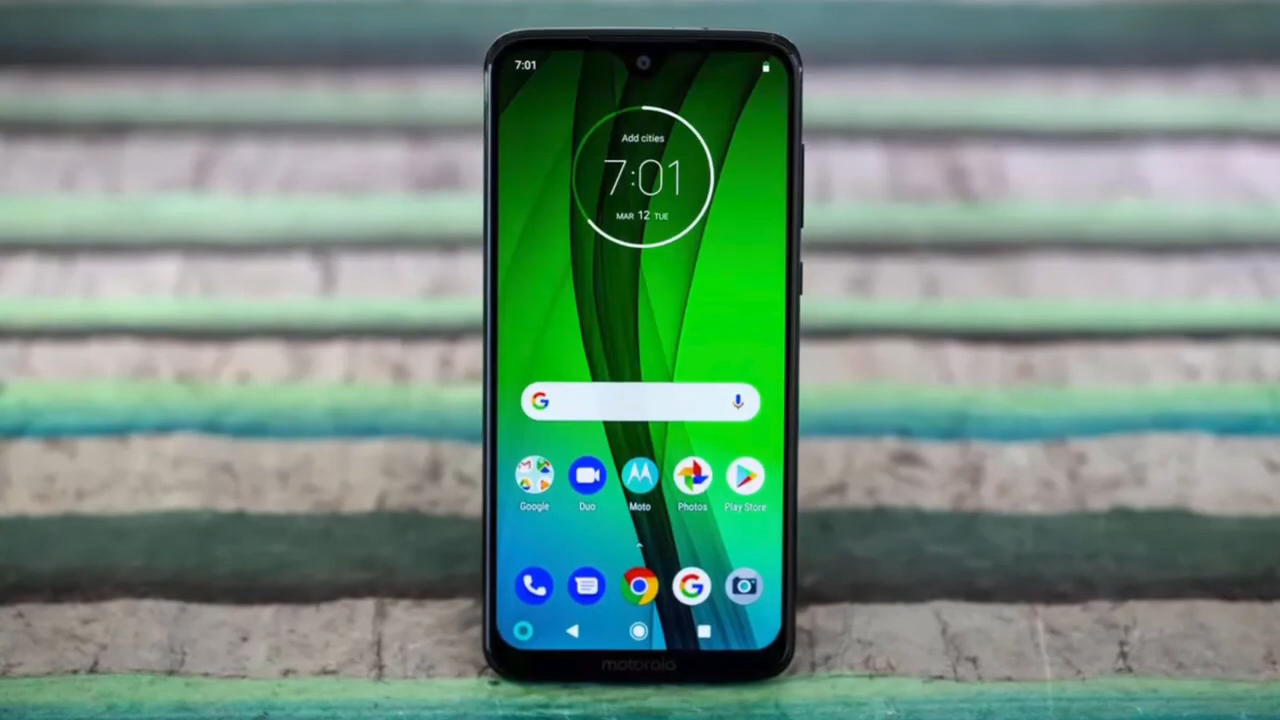 7:01
Add cities
7:01
MAR 12 TUE
Google
Duo
Moto
Photos
Play Store
motorola